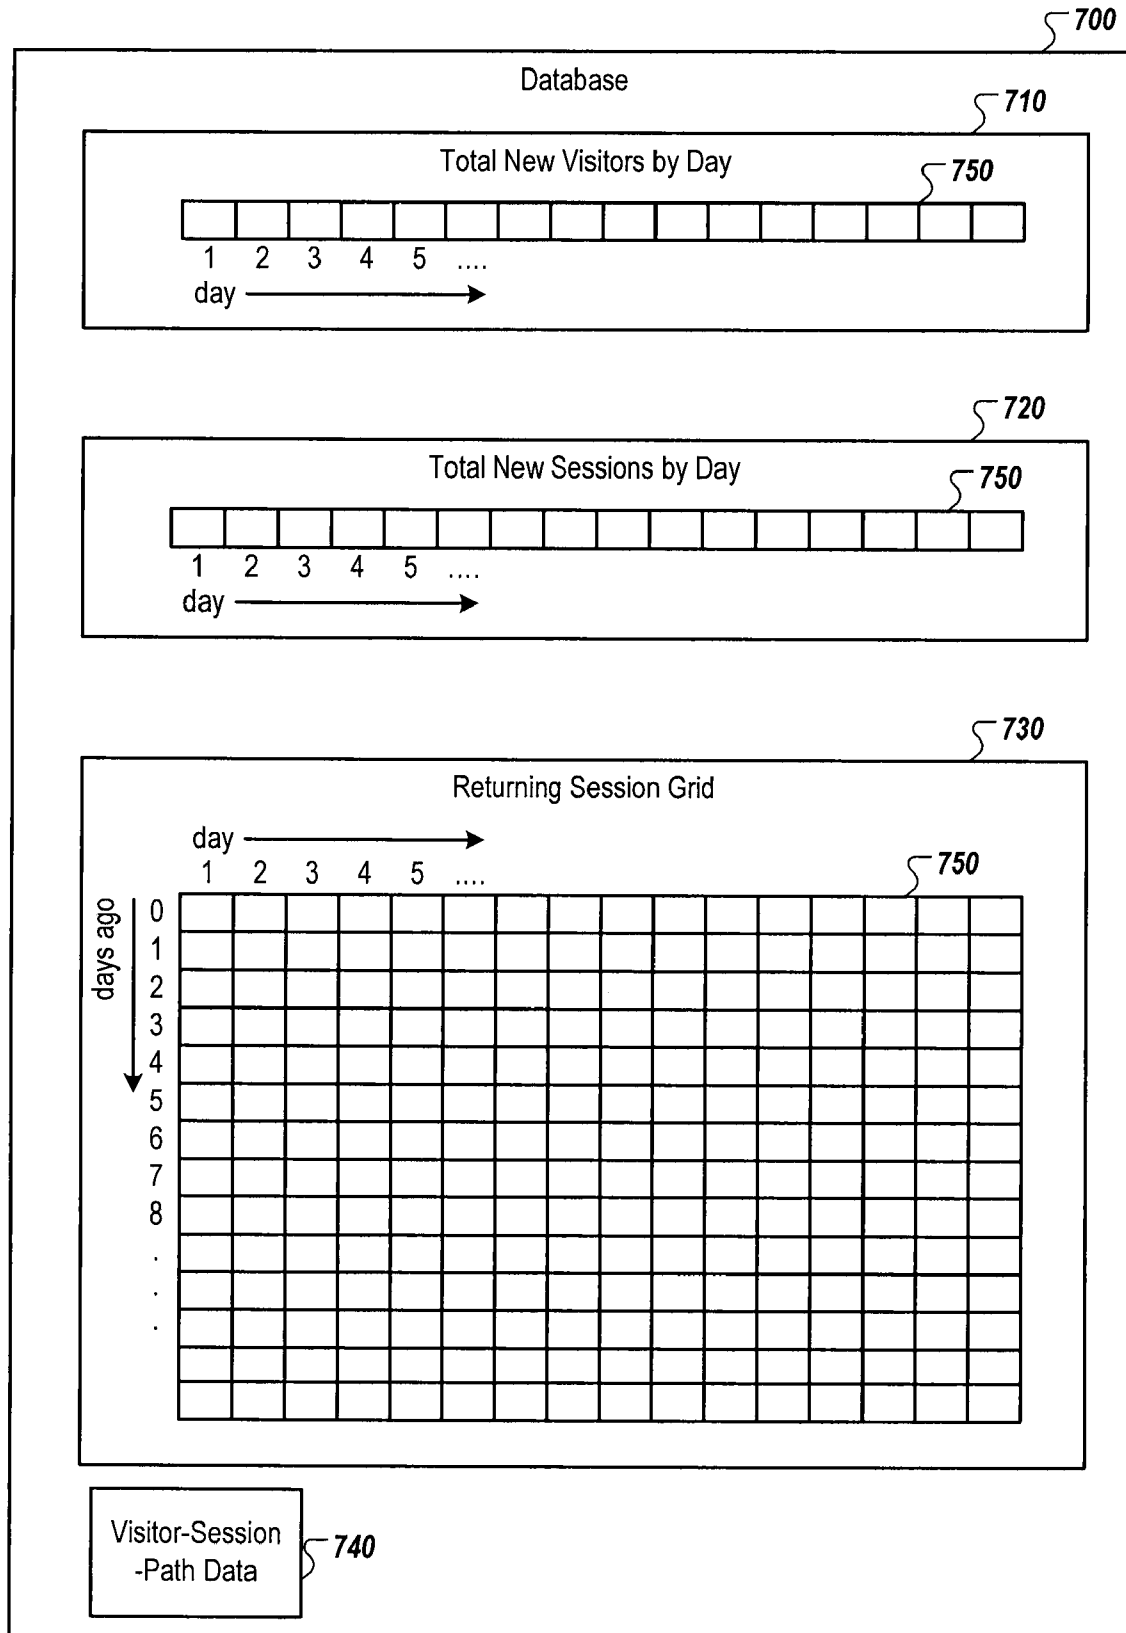 700
Database
710
Total New Visitors by Day
750
1 2 3 4 5 ....
day
720
Total New Sessions by Day
750
1 2 3 4 5 ....
day
730
Returning Session Grid
day
750
1 2 3 4 5 ....
days ago
0
1
2
3
4
5
6
7
8
.
.
.
Visitor-Session
-Path Data
740